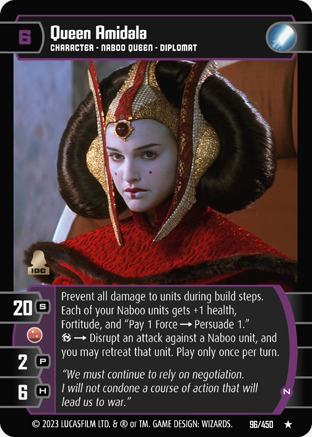 6 Queen Amidala
CHARACTER - NABOO QUEEN - DIPLOMAT
IDC
20 S
2 P
6 H
Prevent all damage to units during build steps.
Each of your Naboo units gets +1 health,
Fortitude, and “Pay 1 Force → Persuade 1.”
→ Disrupt an attack against a Naboo unit, and
you may retreat that unit. Play only once per turn.
“We must continue to rely on negotiation.
I will not condone a course of action that will
lead us to war.”
N
© 2023 LUCASFILM LTD. & ® OR TM. GAME DESIGN: WIZARDS. 96/450 ★